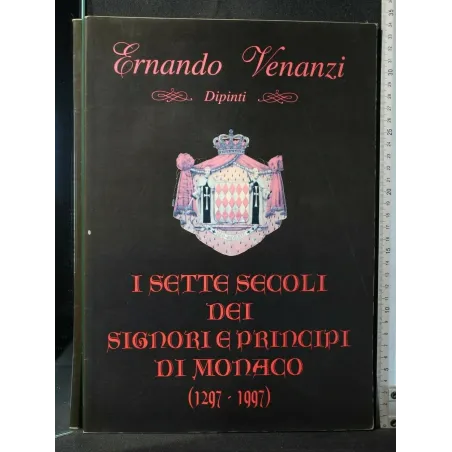 Ernando Venanzi
Dipinti
I SETTE SECOLI
DEI
SIGNORI E PRINCIPI
DI MONACO
(1297 - 1997)